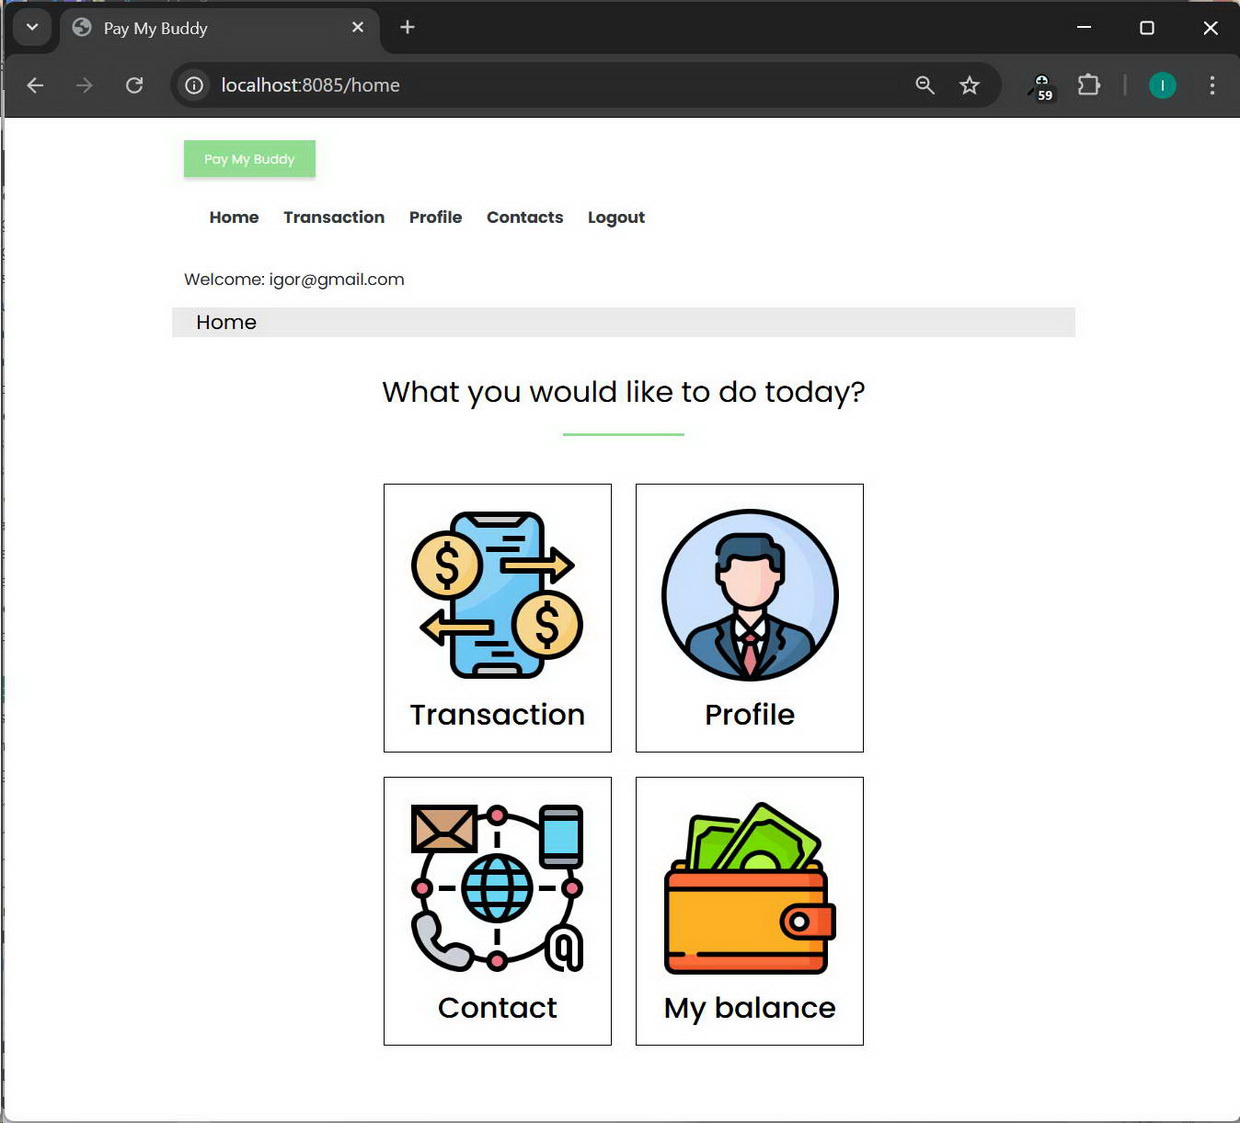 Pay My Buddy
localhost:8085/home
59
I
Pay My Buddy
Home Transaction Profile Contacts Logout
Welcome: igor@gmail.com
Home
What you would like to do today?
$
$
Transaction
Profile
Contact
My balance